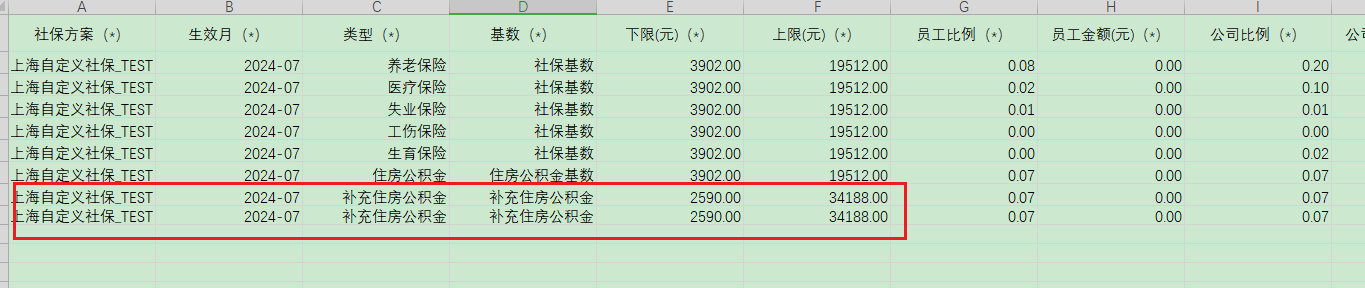 A B C D E F G H I
社保方案（*） 生效月（*） 类型（*） 基数（*） 下限(元)（*） 上限(元)（*） 员工比例（*） 员工金额(元)（*） 公司比例（*） 公司
上海自定义社保_TEST 2024-07 养老保险 社保基数 3902.00 19512.00 0.08 0.00 0.20
上海自定义社保_TEST 2024-07 医疗保险 社保基数 3902.00 19512.00 0.02 0.00 0.10
上海自定义社保_TEST 2024-07 失业保险 社保基数 3902.00 19512.00 0.01 0.00 0.01
上海自定义社保_TEST 2024-07 工伤保险 社保基数 3902.00 19512.00 0.00 0.00 0.00
上海自定义社保_TEST 2024-07 生育保险 社保基数 3902.00 19512.00 0.00 0.00 0.02
上海自定义社保_TEST 2024-07 住房公积金 住房公积金基数 3902.00 19512.00 0.07 0.00 0.07
上海自定义社保_TEST 2024-07 补充住房公积金 补充住房公积金 2590.00 34188.00 0.07 0.00 0.07
上海自定义社保_TEST 2024-07 补充住房公积金 补充住房公积金 2590.00 34188.00 0.07 0.00 0.07